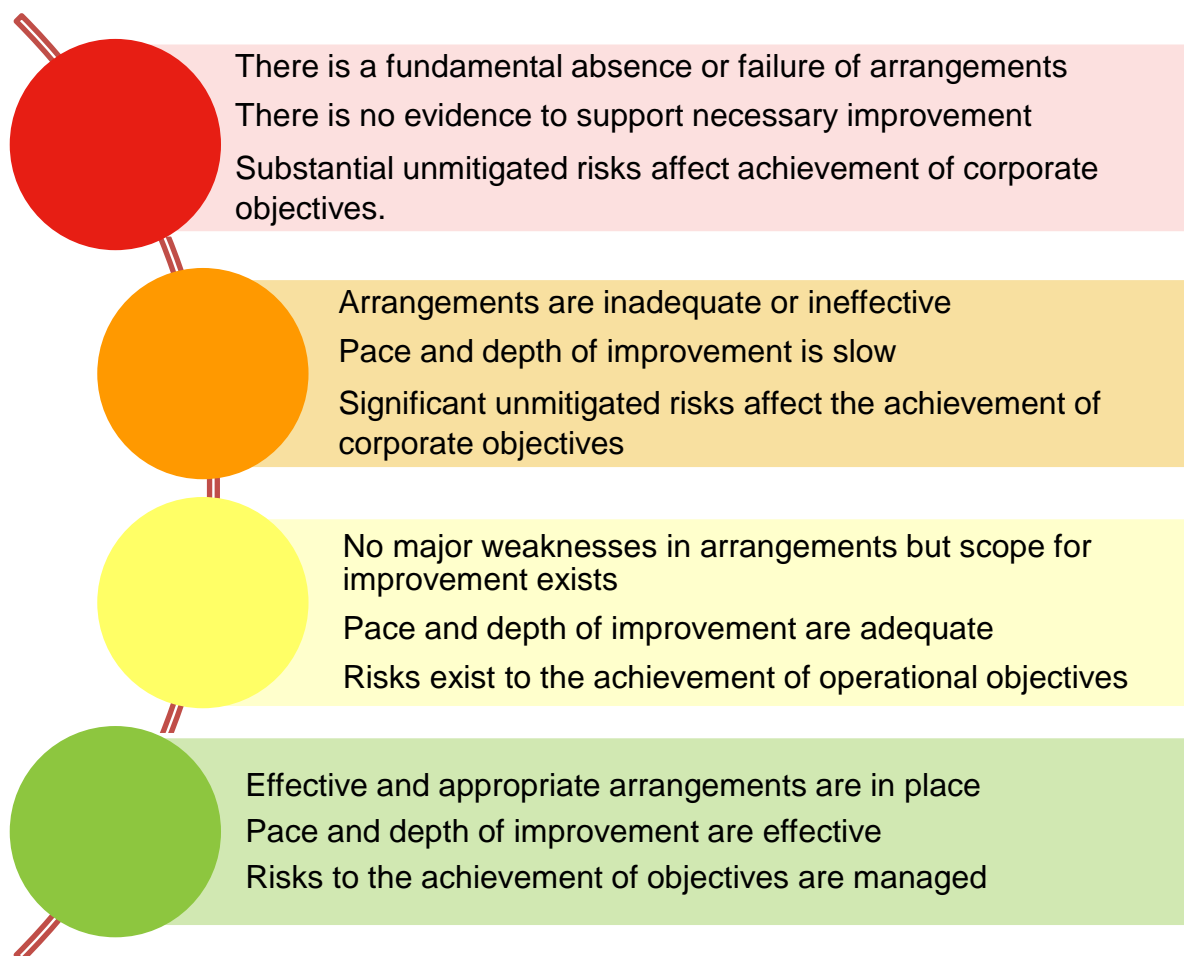 There is a fundamental absence or failure of arrangements
There is no evidence to support necessary improvement
Substantial unmitigated risks affect achievement of corporate
objectives.
Arrangements are inadequate or ineffective
Pace and depth of improvement is slow
Significant unmitigated risks affect the achievement of
corporate objectives
No major weaknesses in arrangements but scope for
improvement exists
Pace and depth of improvement are adequate
Risks exist to the achievement of operational objectives
Effective and appropriate arrangements are in place
Pace and depth of improvement are effective
Risks to the achievement of objectives are managed